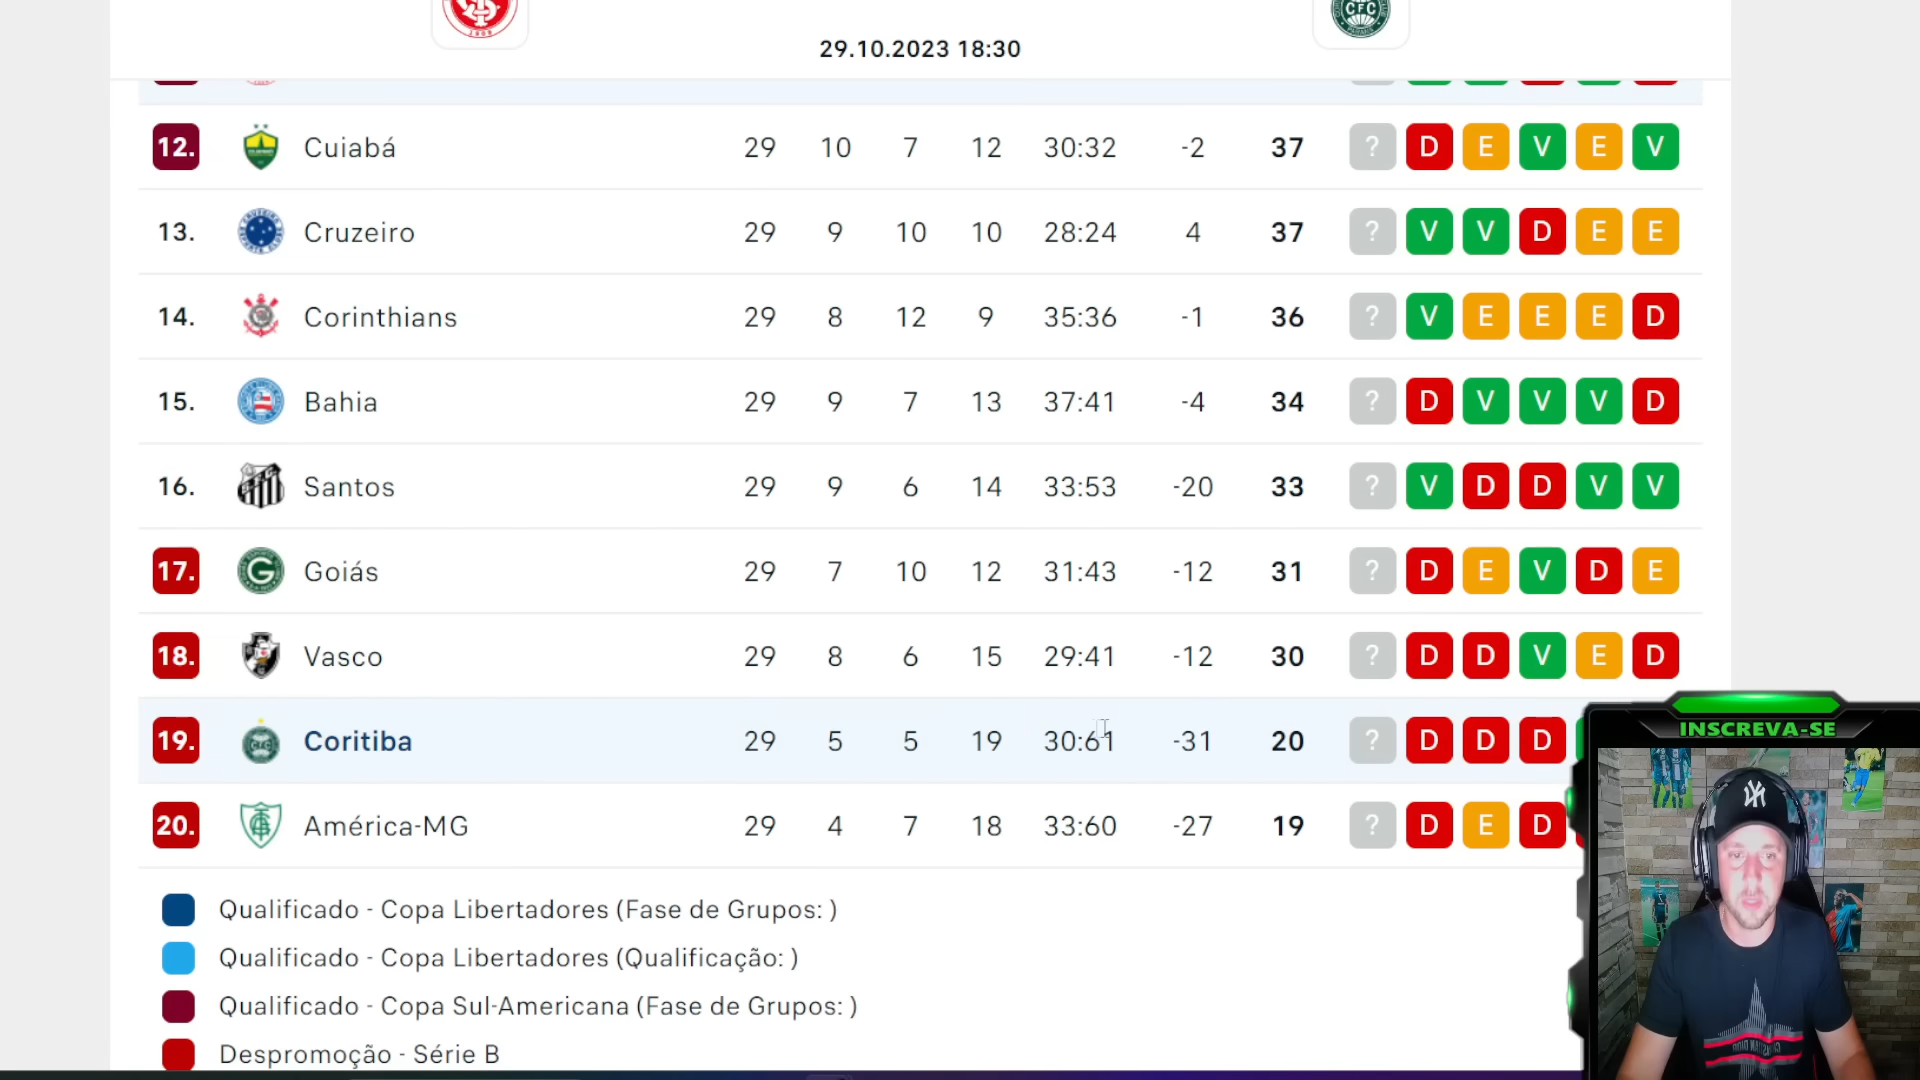 1909
CFC
29.10.2023 18:30
12. Cuiabá 29 10 7 12 30:32 -2 37 ? D E V E V
13. Cruzeiro 29 9 10 10 28:24 4 37 ? V V D E E
14. Corinthians 29 8 12 9 35:36 -1 36 ? V E E E D
15. Bahia 29 9 7 13 37:41 -4 34 ? D V V V D
16. Santos 29 9 6 14 33:53 -20 33 ? V D D V V
17. Goiás 29 7 10 12 31:43 -12 31 ? D E V D E
18. Vasco 29 8 6 15 29:41 -12 30 ? D D V E D
19. Coritiba 29 5 5 19 30:61 -31 20 ? D D D
20. América-MG 29 4 7 18 33:60 -27 19 ? D E D
INSCREVA-SE
Qualificado - Copa Libertadores (Fase de Grupos: )
Qualificado - Copa Libertadores (Qualificação: )
Qualificado - Copa Sul-Americana (Fase de Grupos: )
Despromoção - Série B